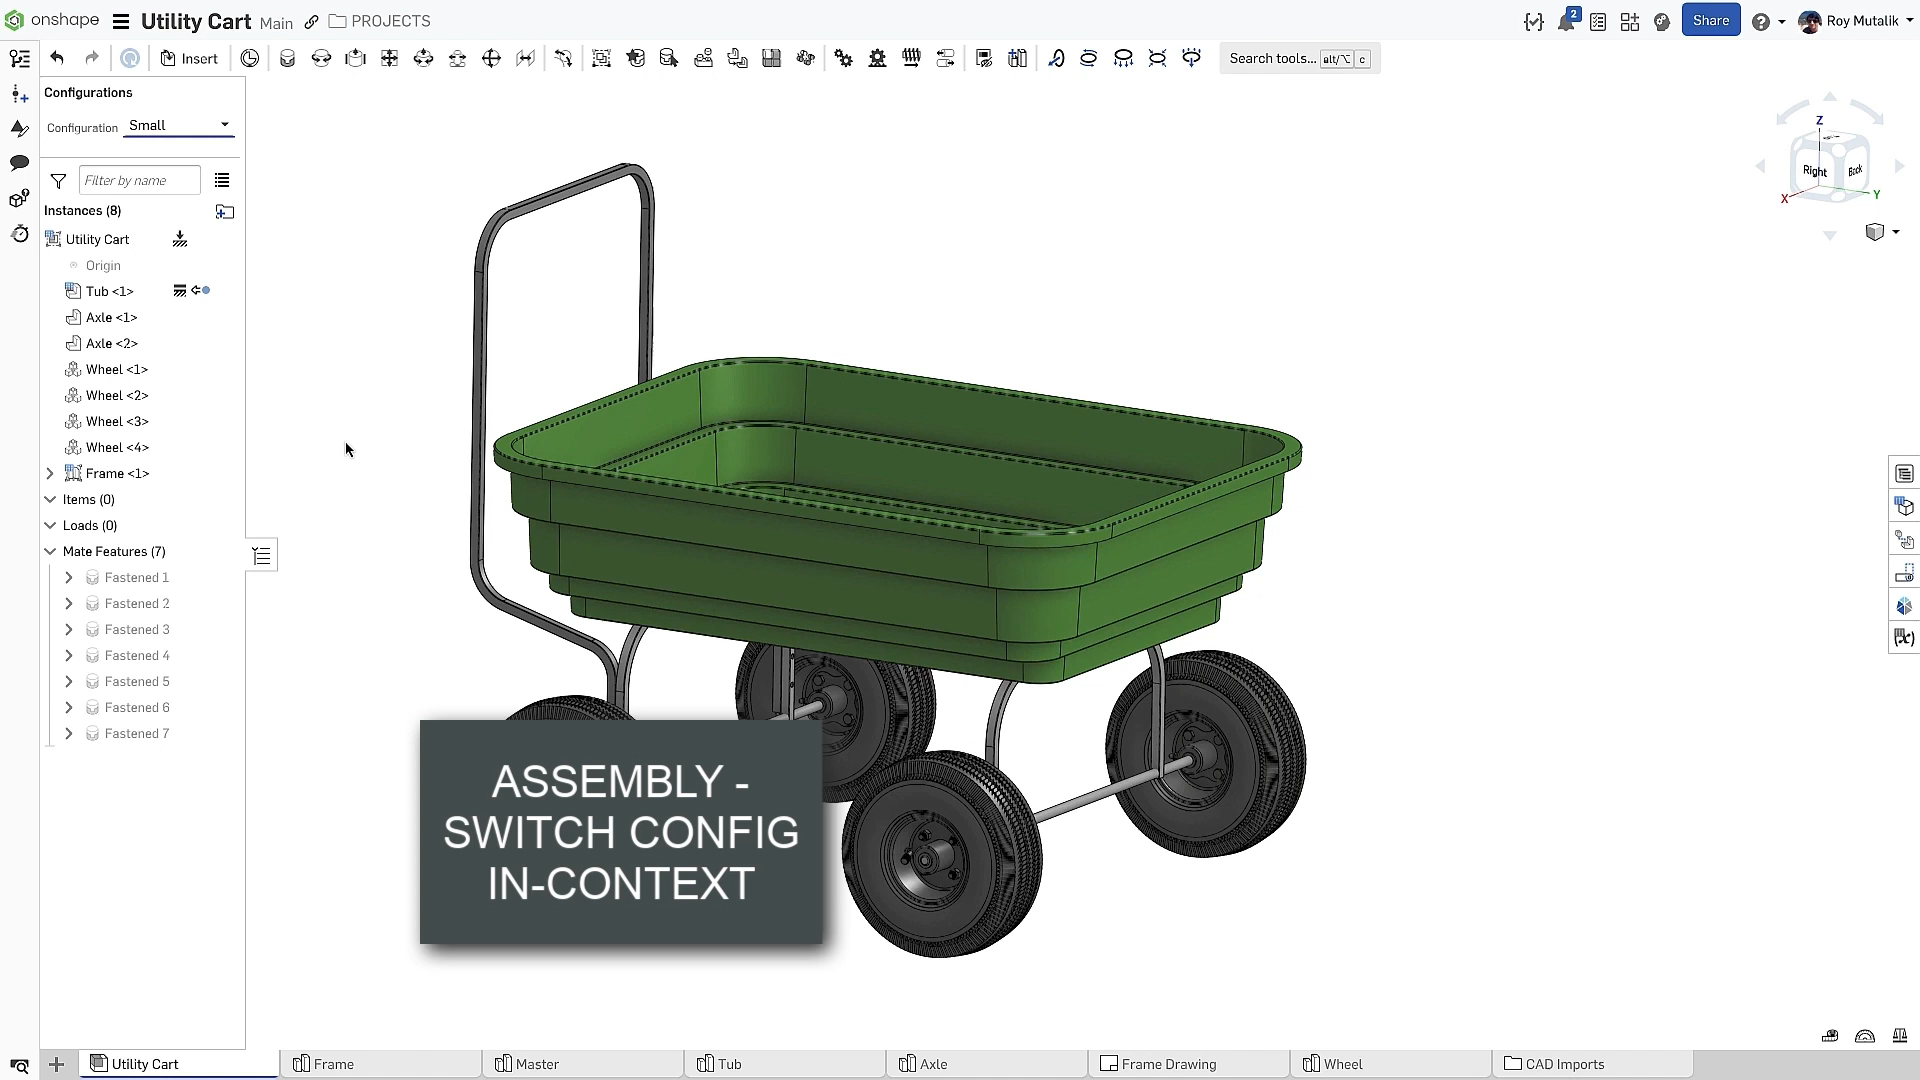 onshape
Utility Cart Main PROJECTS
2
Share
Roy Mutalik
Insert
Search tools... alt/⌥ c
Configurations
Configuration Small
Filter by name
Instances (8)
Utility Cart
Origin
Tub <1>
Axle <1>
Axle <2>
Wheel <1>
Wheel <2>
Wheel <3>
Wheel <4>
Frame <1>
Items (0)
Loads (0)
Mate Features (7)
Fastened 1
Fastened 2
Fastened 3
Fastened 4
Fastened 5
Fastened 6
Fastened 7
Z
Right Back
X Y
ASSEMBLY -
SWITCH CONFIG
IN-CONTEXT
Utility Cart Frame Master Tub Axle Frame Drawing Wheel CAD Imports